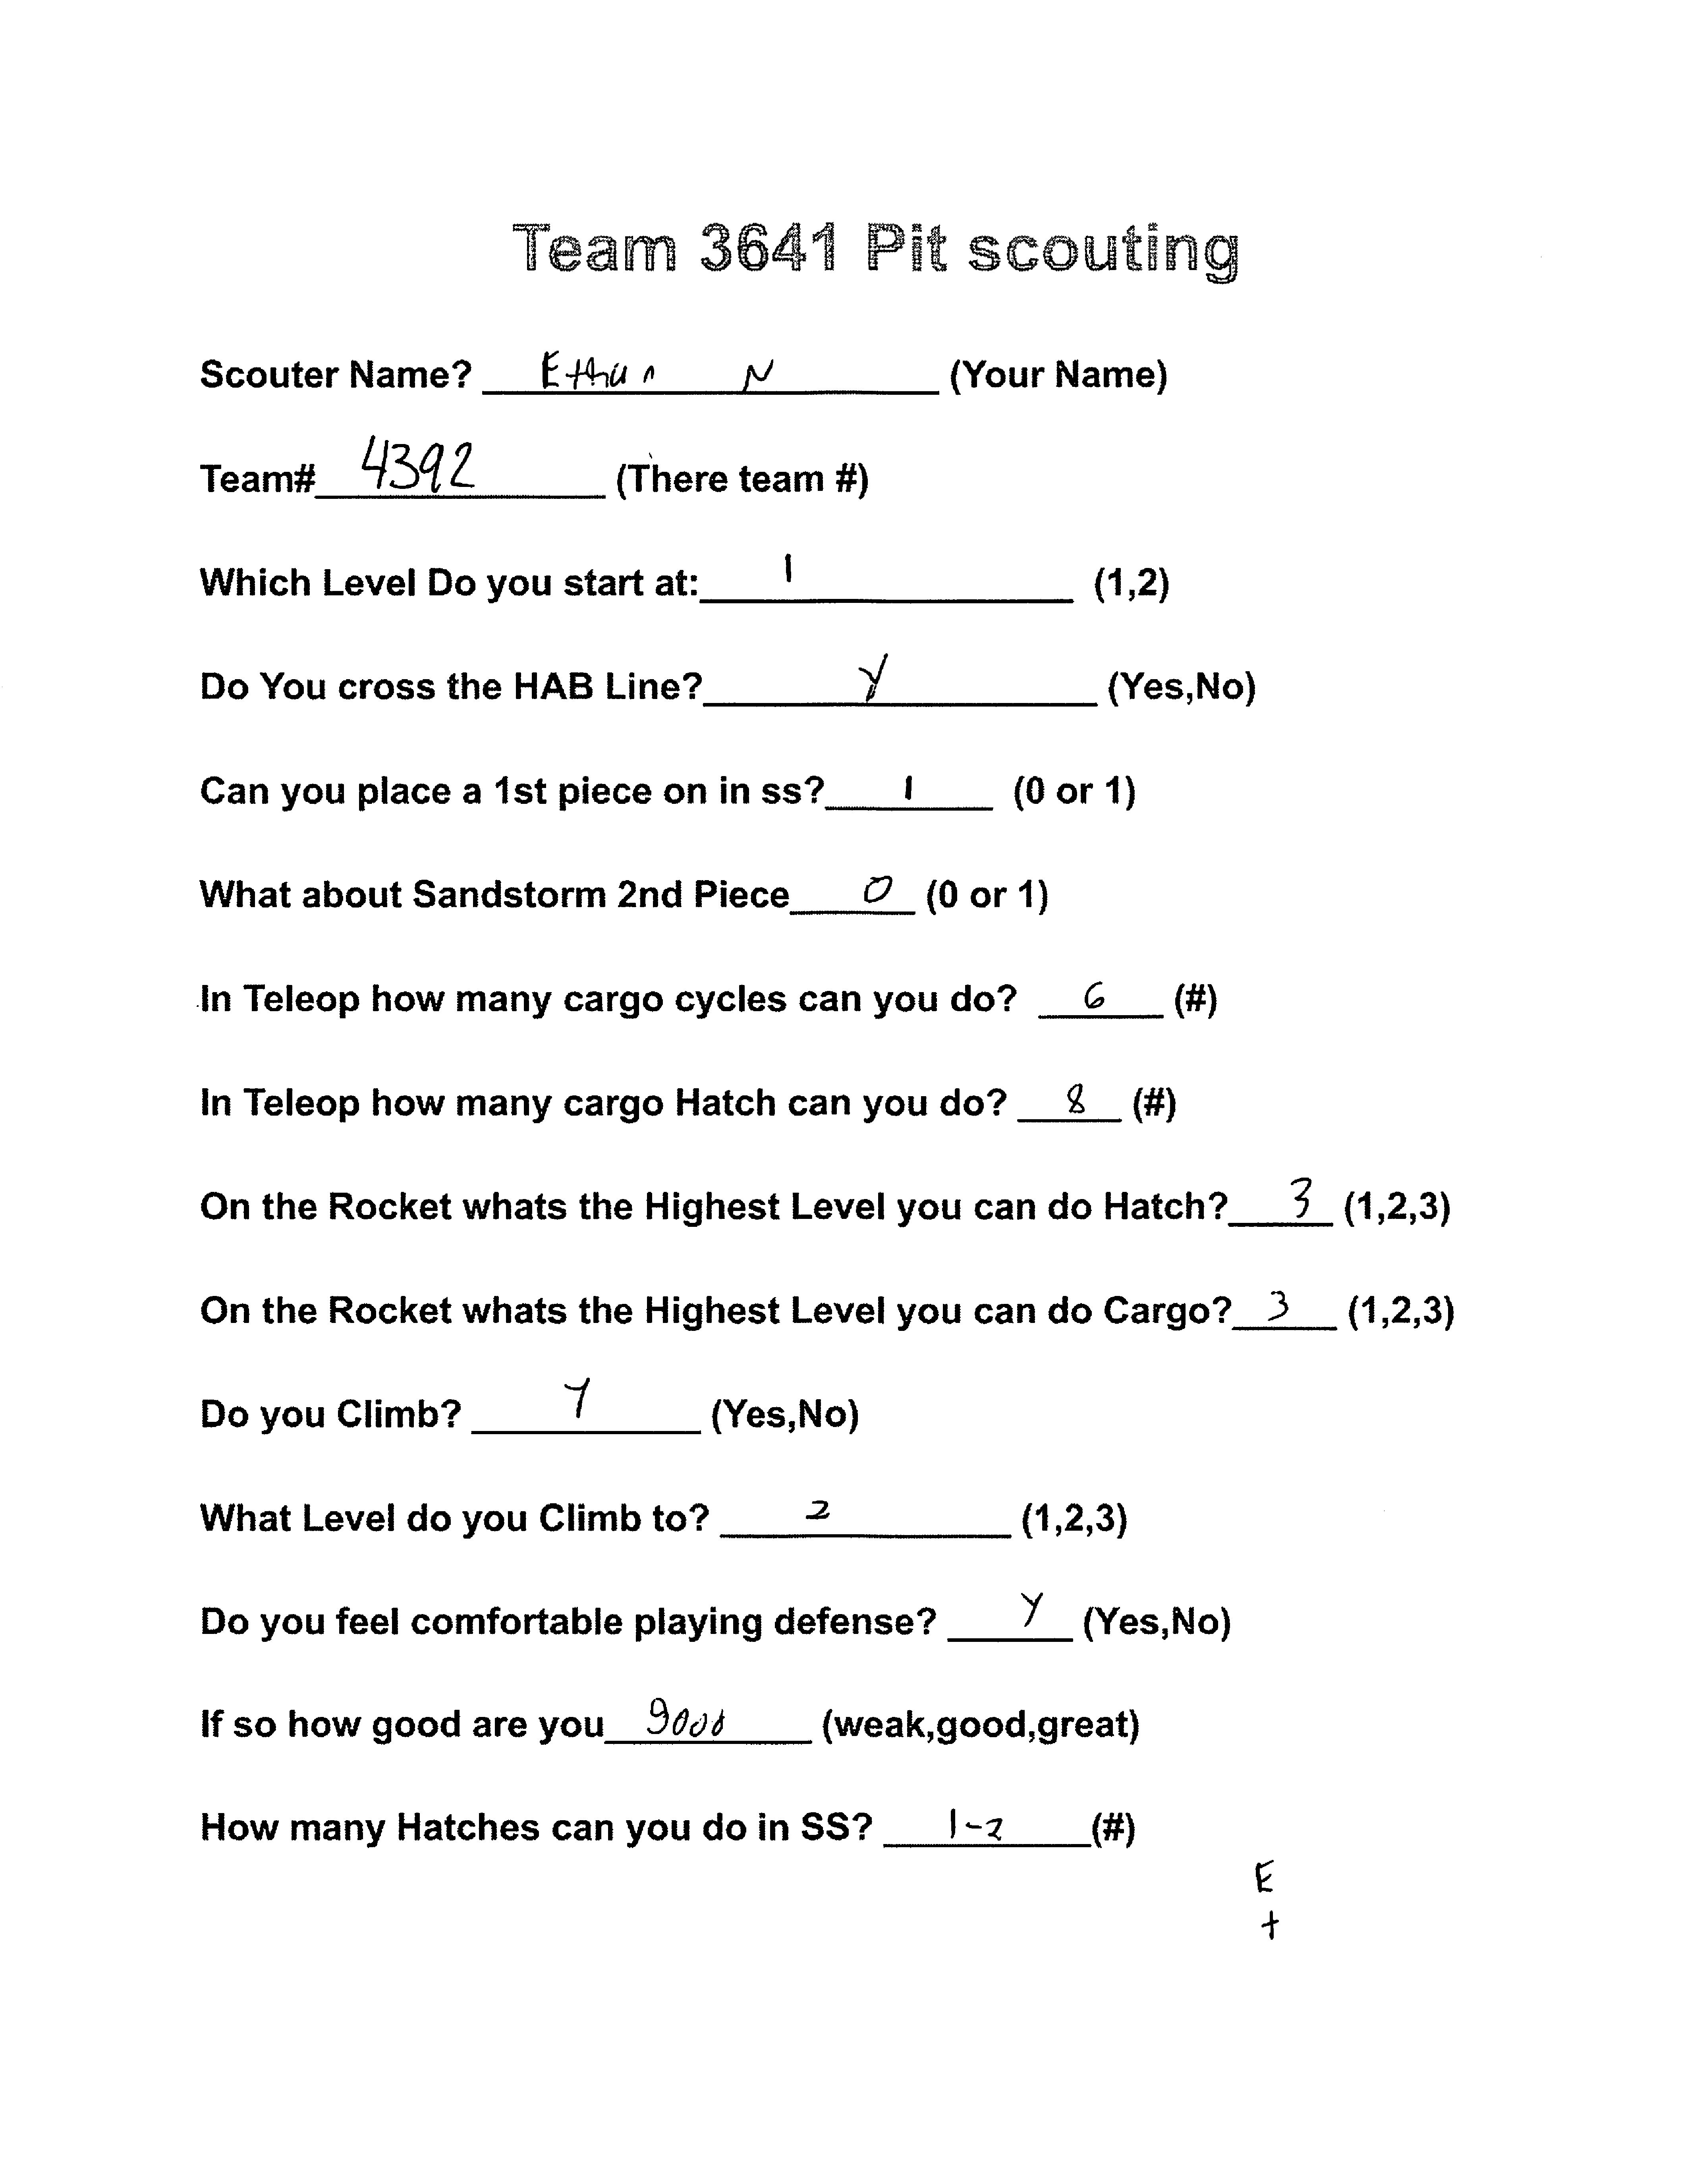 Team 3641 Pit scouting
Scouter Name? Ethan N (Your Name)
Team# 4392 (There team #)
Which Level Do you start at: 1 (1,2)
Do You cross the HAB Line? Y (Yes,No)
Can you place a 1st piece on in ss? 1 (0 or 1)
What about Sandstorm 2nd Piece 0 (0 or 1)
In Teleop how many cargo cycles can you do? 6 (#)
In Teleop how many cargo Hatch can you do? 8 (#)
On the Rocket whats the Highest Level you can do Hatch? 3 (1,2,3)
On the Rocket whats the Highest Level you can do Cargo? 3 (1,2,3)
Do you Climb? Y (Yes,No)
What Level do you Climb to? 2 (1,2,3)
Do you feel comfortable playing defense? Y (Yes,No)
If so how good are you good (weak,good,great)
How many Hatches can you do in SS? 1-2 (#)
E
t